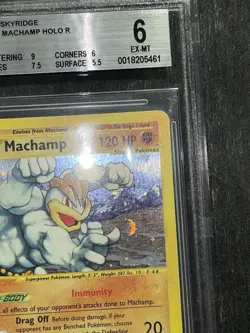 SKYRIDGE
MACHAMP HOLO R
TERING 9 CORNERS 6
ES 7.5 SURFACE 5.5
6
EX-MT
0018205461
Evolves from Machoke
Machamp 120 HP
Pokémon
Superpower Pokémon. Length: 5' 3", Weight: 287 lbs.
BODY
Immunity
all effects of your opponent's attacks done to Machamp.
Drag Off Before doing damage, if your
opponent has any Benched Pokémon, choose
20